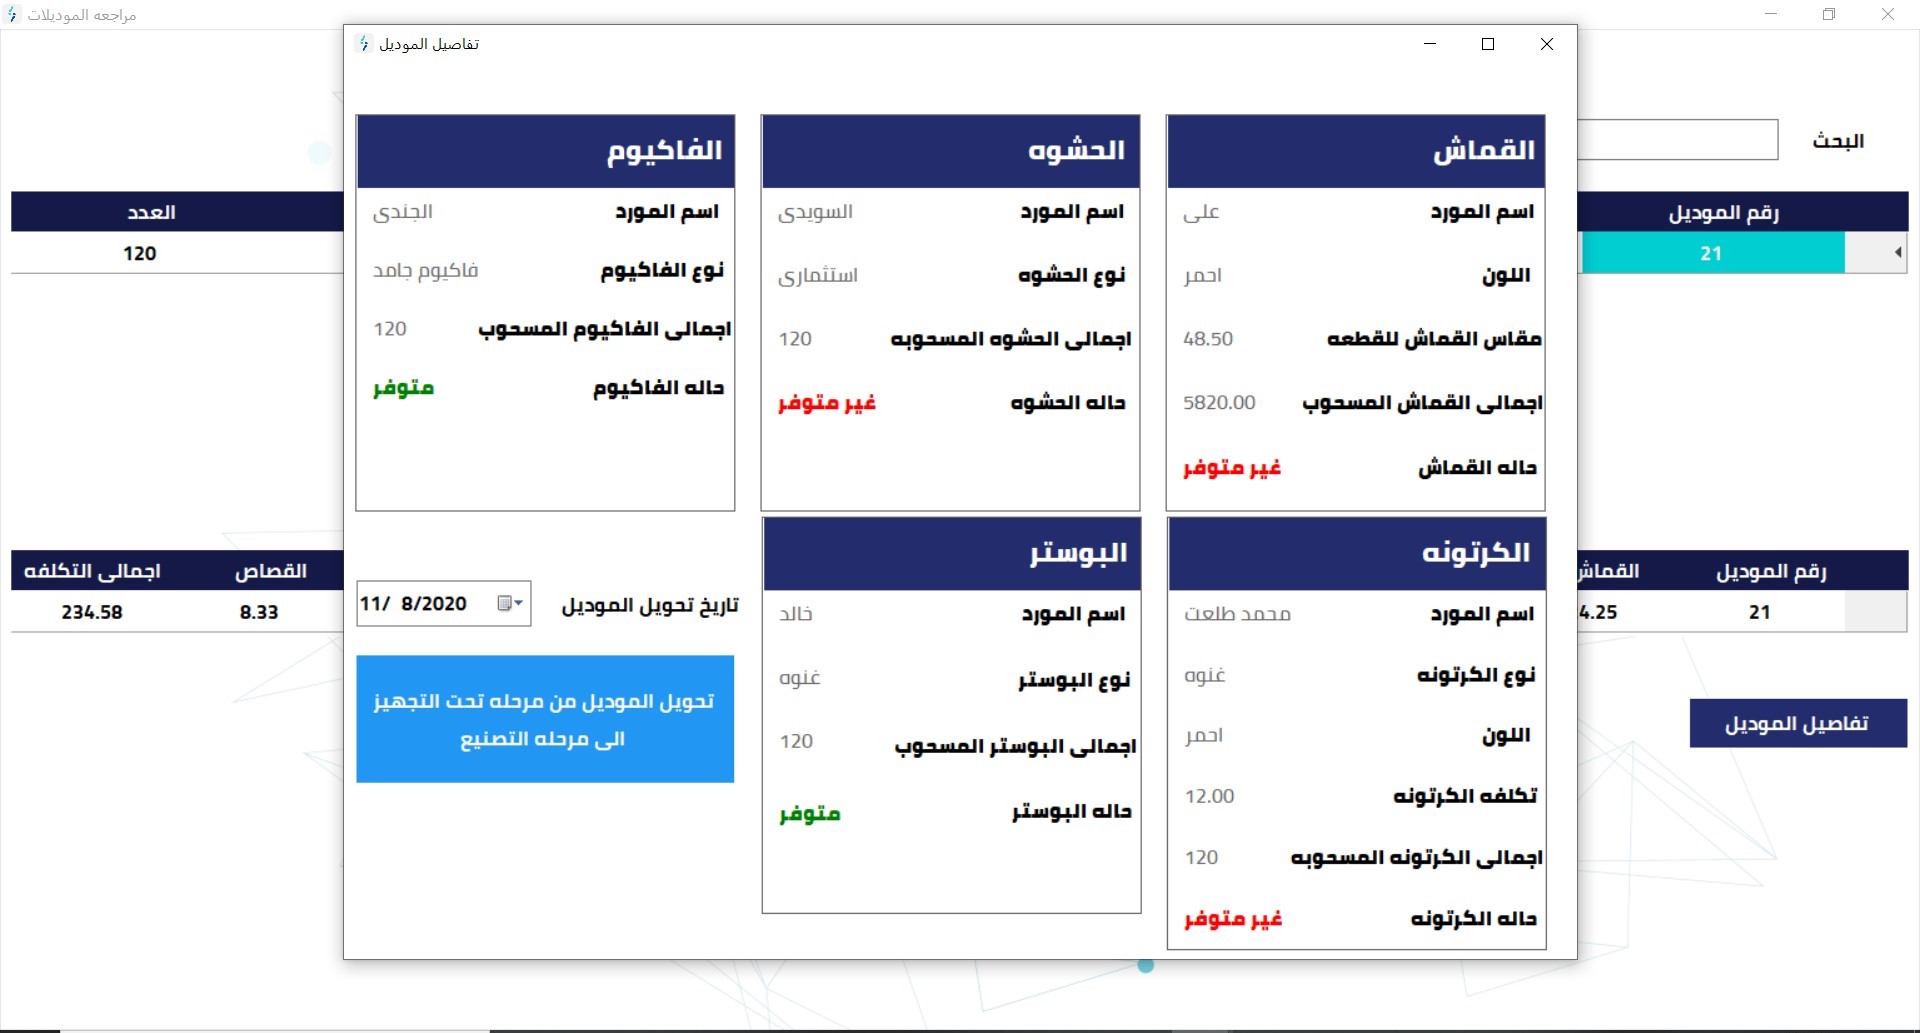 مراجعه الموديلات
تفاصيل الموديل
البحث
رقم الموديل
العدد
21
120
القماش
اسم المورد على
اللون احمر
مقاس القماش للقطعه 48.50
اجمالى القماش المسحوب 5820.00
حاله القماش غير متوفر
الحشوه
اسم المورد السويدى
نوع الحشوه استثمارى
اجمالى الحشوه المسحوبه 120
حاله الحشوه غير متوفر
الفاكيوم
اسم المورد الجندى
نوع الفاكيوم فاكيوم جامد
اجمالى الفاكيوم المسحوب 120
حاله الفاكيوم متوفر
الكرتونه
اسم المورد محمد طلعت
نوع الكرتونه غنوه
اللون احمر
تكلفه الكرتونه 12.00
اجمالى الكرتونه المسحوبه 120
حاله الكرتونه غير متوفر
البوستر
اسم المورد خالد
نوع البوستر غنوه
اجمالى البوستر المسحوب 120
حاله البوستر متوفر
تاريخ تحويل الموديل 11/ 8/2020
تحويل الموديل من مرحله تحت التجهيز
الى مرحله التصنيع
رقم الموديل القماش القصاص اجمالى التكلفه
21 4.25 8.33 234.58
تفاصيل الموديل